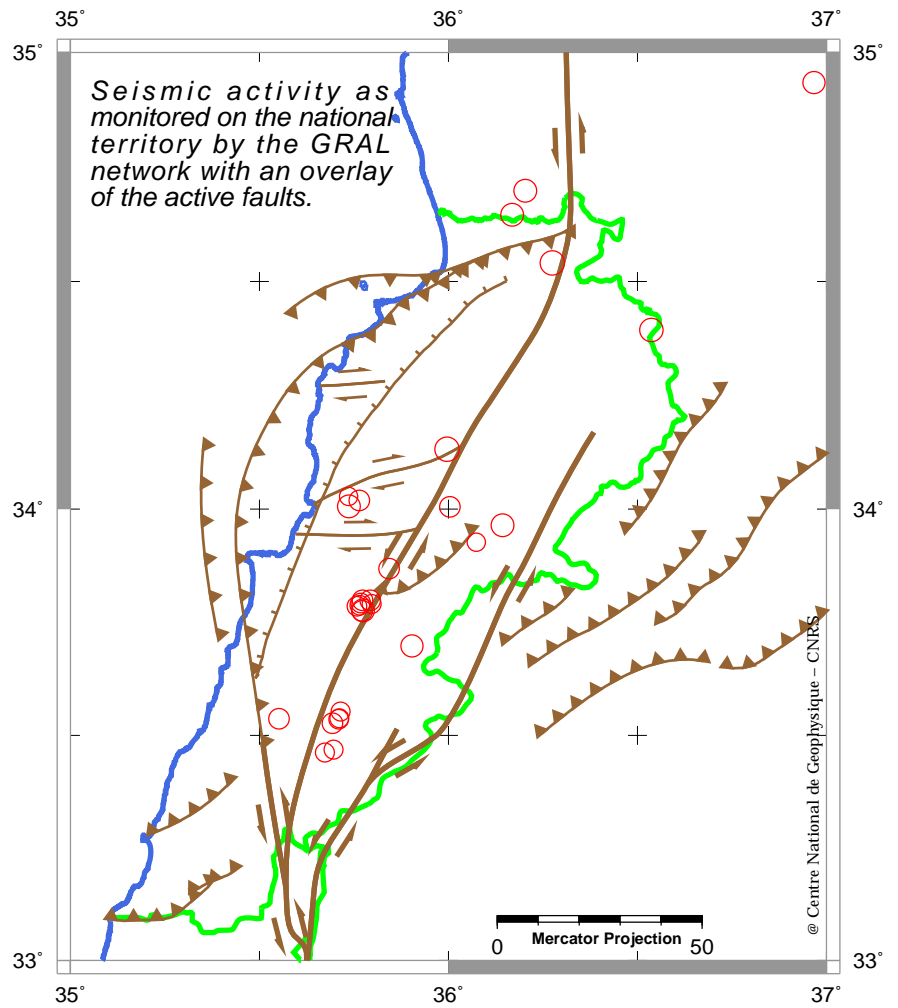 35˚ 36˚ 37˚
35˚ 35˚
Seismic activity as
monitored on the national
territory by the GRAL
network with an overlay
of the active faults.
34˚ 34˚
@ Centre National de Geophysique – CNRS
Mercator Projection
0 50
33˚ 33˚
35˚ 36˚ 37˚